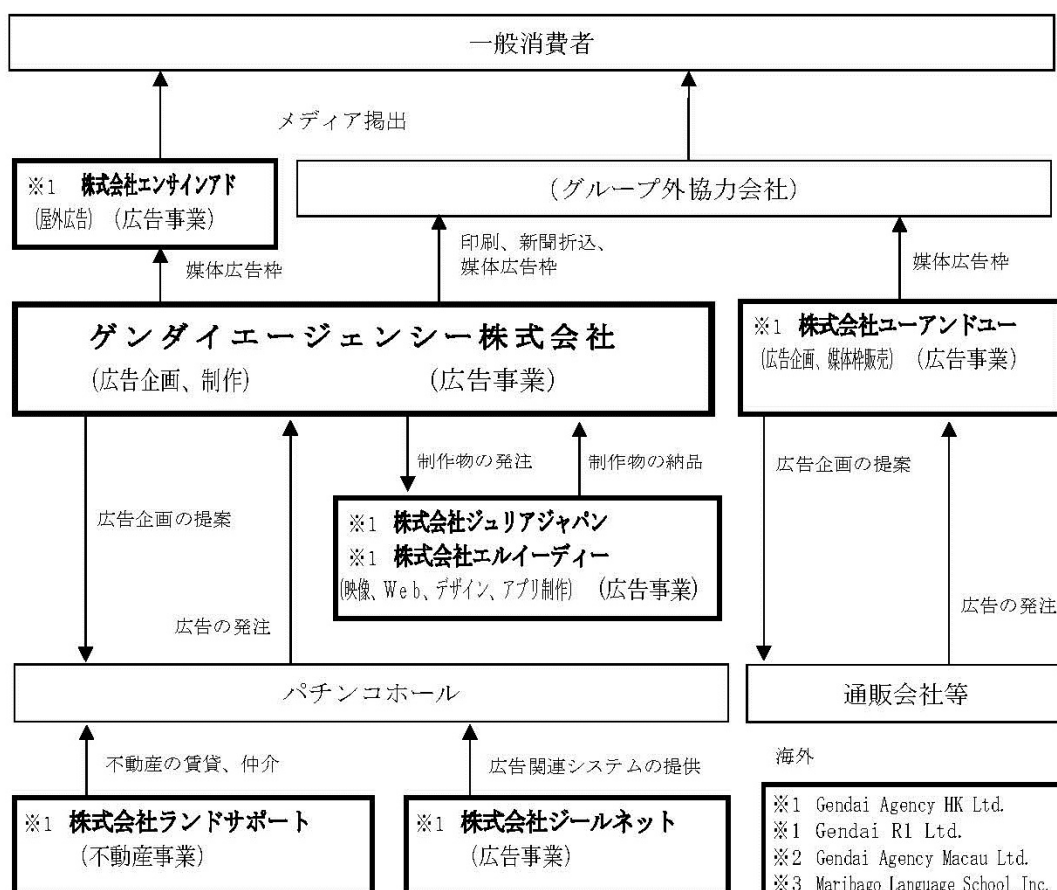 一般消費者
メディア掲出
※1 株式会社エンサインアド
(屋外広告) (広告事業)
(グループ外協力会社)
媒体広告枠
印刷、新聞折込、
媒体広告枠
媒体広告枠
ゲンダイエージェンシー株式会社
(広告企画、制作) (広告事業)
※1 株式会社ユーアンドユー
(広告企画、媒体枠販売) (広告事業)
制作物の発注
制作物の納品
広告企画の提案
広告企画の提案
※1 株式会社ジュリアジャパン
※1 株式会社エルイーディー
(映像、Web、デザイン、アプリ制作) (広告事業)
広告の発注
広告の発注
パチンコホール
通販会社等
不動産の賃貸、仲介
広告関連システムの提供
海外
※1 株式会社ランドサポート
(不動産事業)
※1 株式会社ジールネット
(広告事業)
※1 Gendai Agency HK Ltd.
※1 Gendai R1 Ltd.
※2 Gendai Agency Macau Ltd.
※3 Maribago Language School Inc.